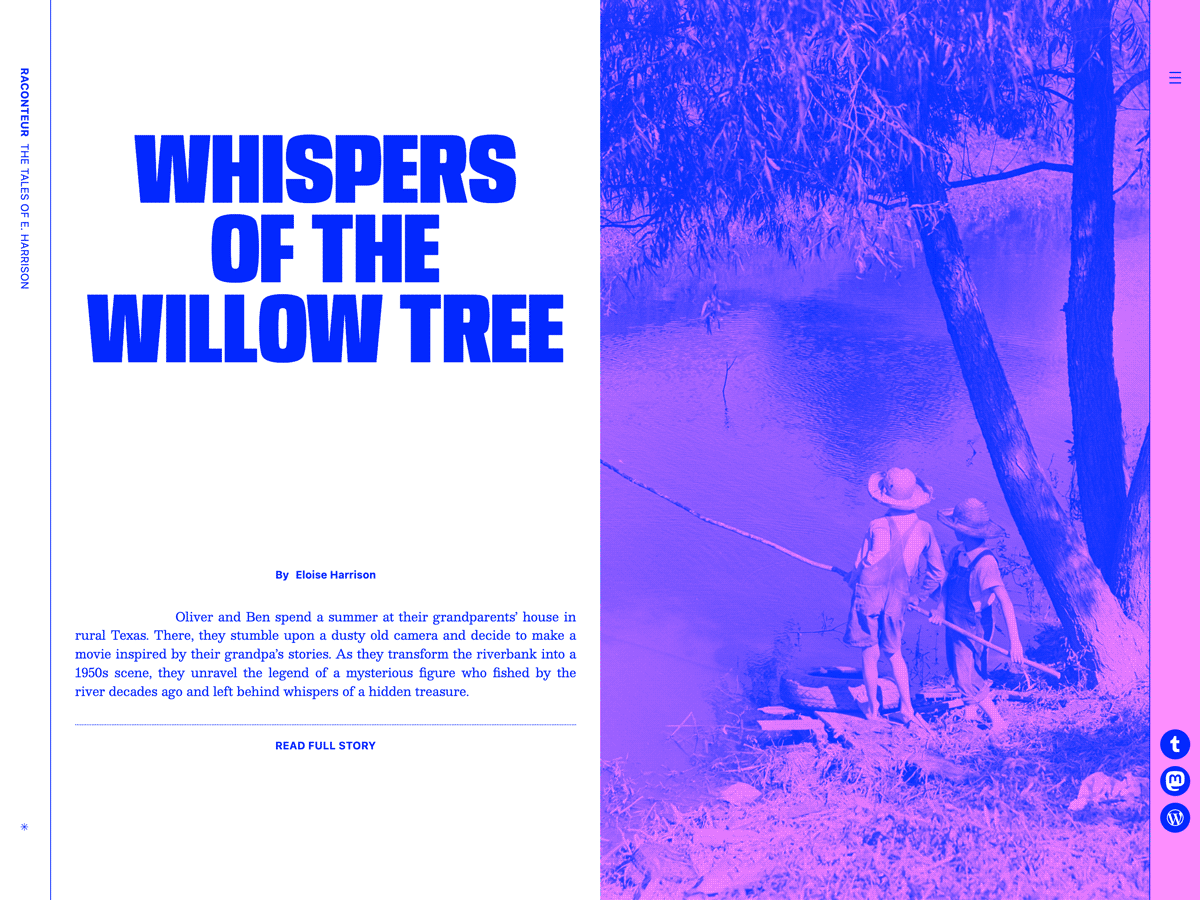 RACONTEUR THE TALES OF E. HARRISON
WHISPERS
OF THE
WILLOW TREE
By Eloise Harrison
Oliver and Ben spend a summer at their grandparents’ house in
rural Texas. There, they stumble upon a dusty old camera and decide to make a
movie inspired by their grandpa’s stories. As they transform the riverbank into a
1950s scene, they unravel the legend of a mysterious figure who fished by the
river decades ago and left behind whispers of a hidden treasure.
READ FULL STORY